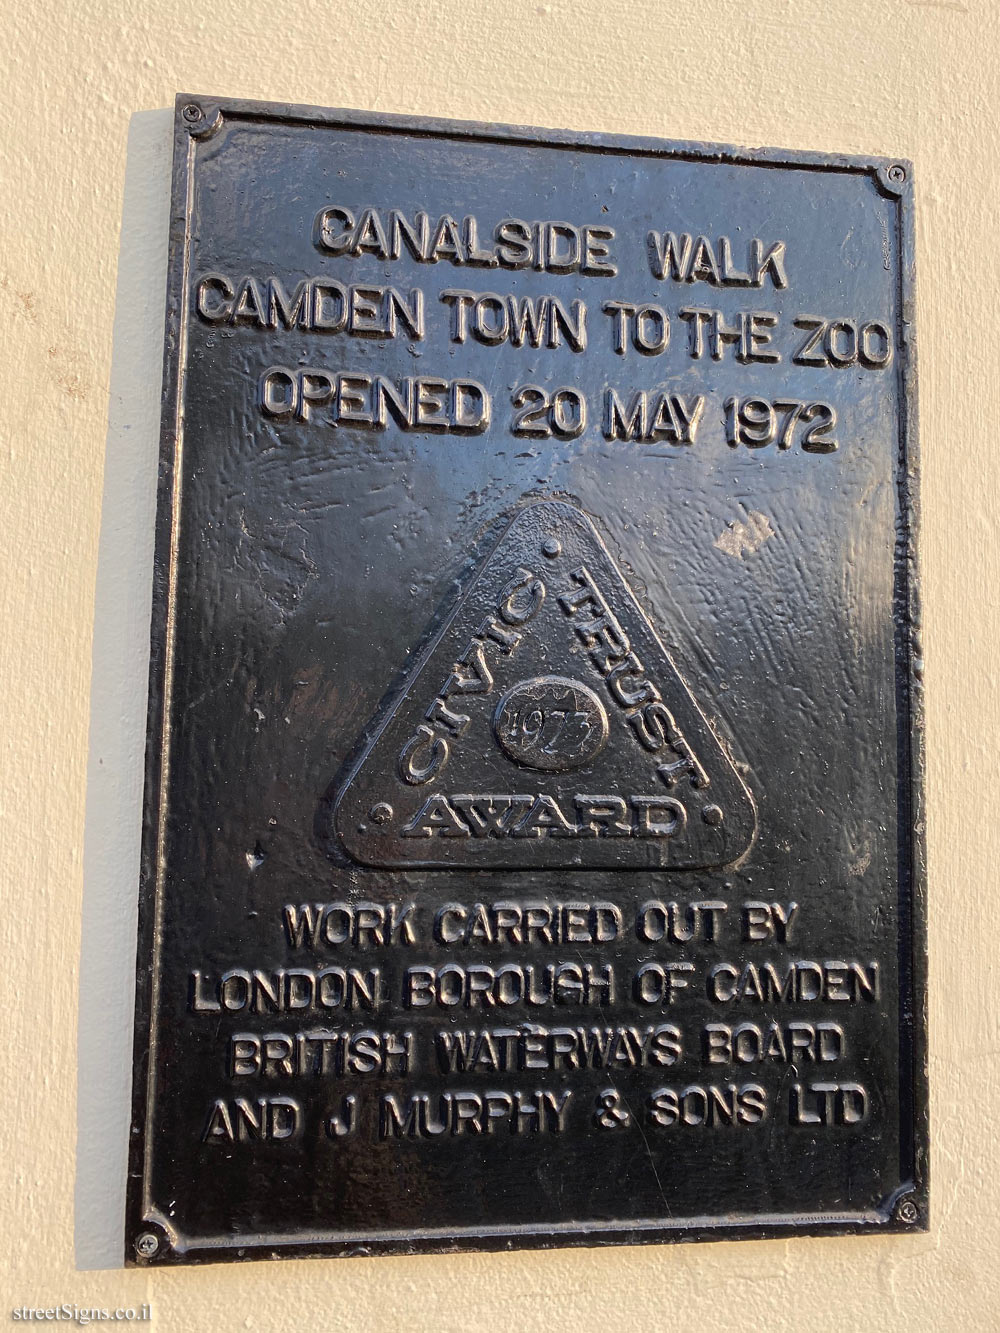 CANALSIDE WALK
CAMDEN TOWN TO THE ZOO
OPENED 20 MAY 1972
CIVIC TRUST
1973
AWARD
WORK CARRIED OUT BY
LONDON BOROUGH OF CAMDEN
BRITISH WATERWAYS BOARD
AND J MURPHY & SONS LTD
streetSigns.co.il